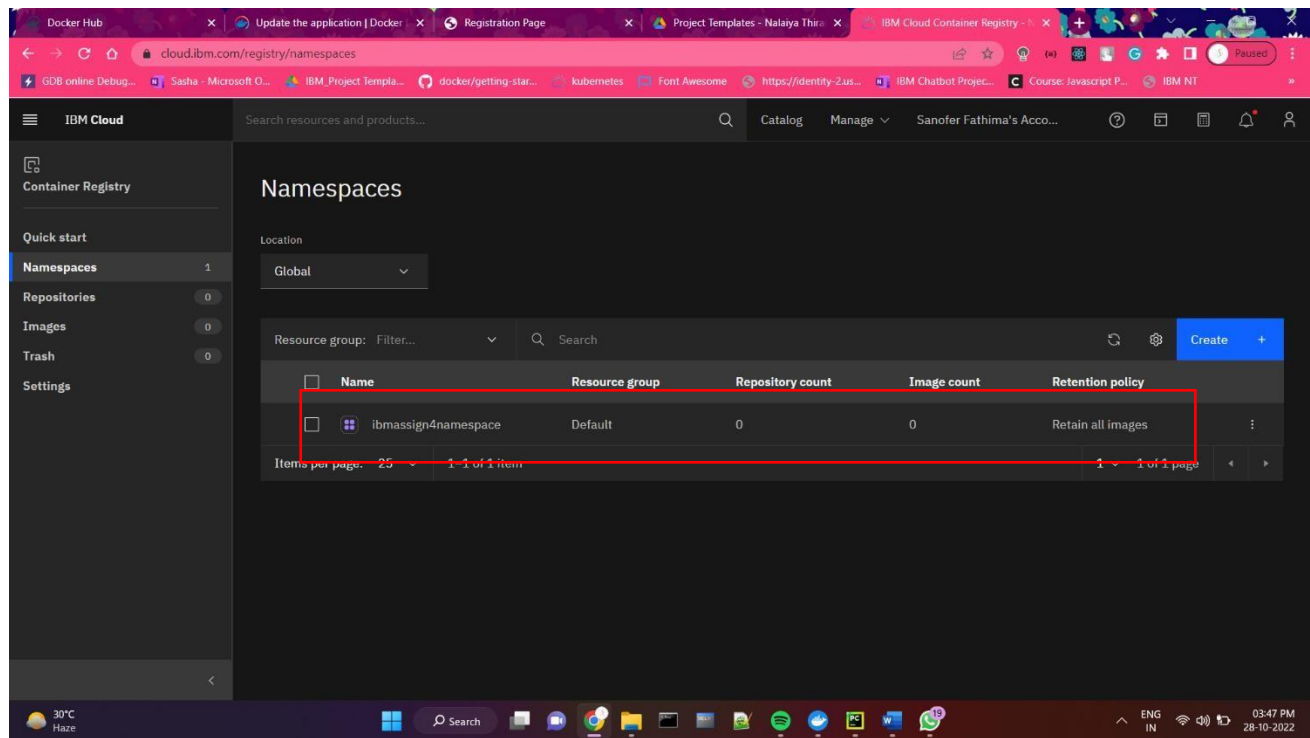 Docker Hub
Update the application | Docker
Registration Page
Project Templates - Nalaiya Thira
IBM Cloud Container Registry - N
cloud.ibm.com/registry/namespaces
Paused
GDB online Debug...
Sasha - Microsoft O...
IBM_Project Templa...
docker/getting-star...
kubernetes
Font Awesome
https://identity-2.us...
IBM Chatbot Projec...
Course: Javascript P...
IBM NT
IBM Cloud
Search resources and products...
Catalog
Manage
Sanofer Fathima's Acco...
Container Registry
Quick start
Namespaces 1
Repositories 0
Images 0
Trash 0
Settings
Namespaces
Location
Global
Resource group: Filter...
Search
Create +
Name Resource group Repository count Image count Retention policy
ibmassign4namespace Default 0 0 Retain all images
Items per page: 25 1–1 of 1 item 1 1 of 1 page
30°C
Haze
Search
19
ENG
IN
03:47 PM
28-10-2022